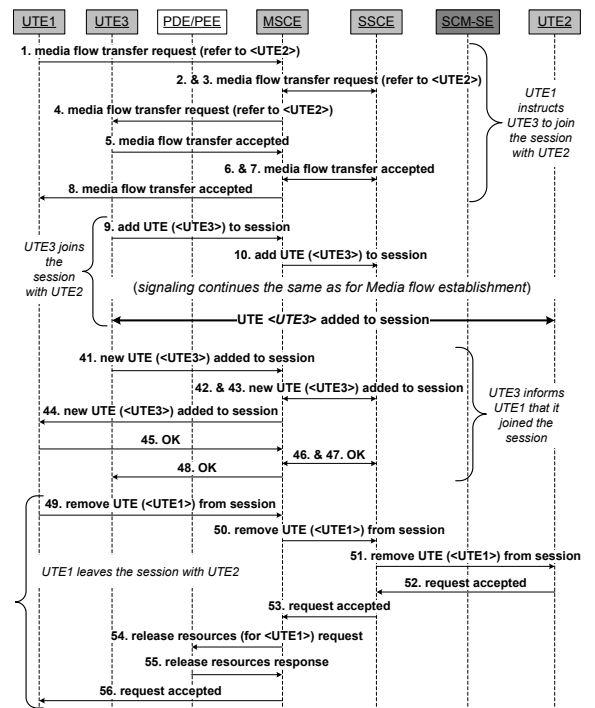 UTE1 UTE3 PDE/PEE MSCE SSCE SCM-SE UTE2
1. media flow transfer request (refer to <UTE2>)
2. & 3. media flow transfer request (refer to <UTE2>)
4. media flow transfer request (refer to <UTE2>)
5. media flow transfer accepted
6. & 7. media flow transfer accepted
8. media flow transfer accepted
UTE1
instructs
UTE3 to join
the session
with UTE2
9. add UTE (<UTE3>) to session
10. add UTE (<UTE3>) to session
UTE3 joins
the
session
with UTE2
(signaling continues the same as for Media flow establishment)
UTE <UTE3> added to session
41. new UTE (<UTE3>) added to session
42. & 43. new UTE (<UTE3>) added to session
44. new UTE (<UTE3>) added to session
45. OK
46. & 47. OK
48. OK
UTE3 informs
UTE1 that it
joined the
session
49. remove UTE (<UTE1>) from session
50. remove UTE (<UTE1>) from session
51. remove UTE (<UTE1>) from session
UTE1 leaves the session with UTE2
52. request accepted
53. request accepted
54. release resources (for <UTE1>) request
55. release resources response
56. request accepted